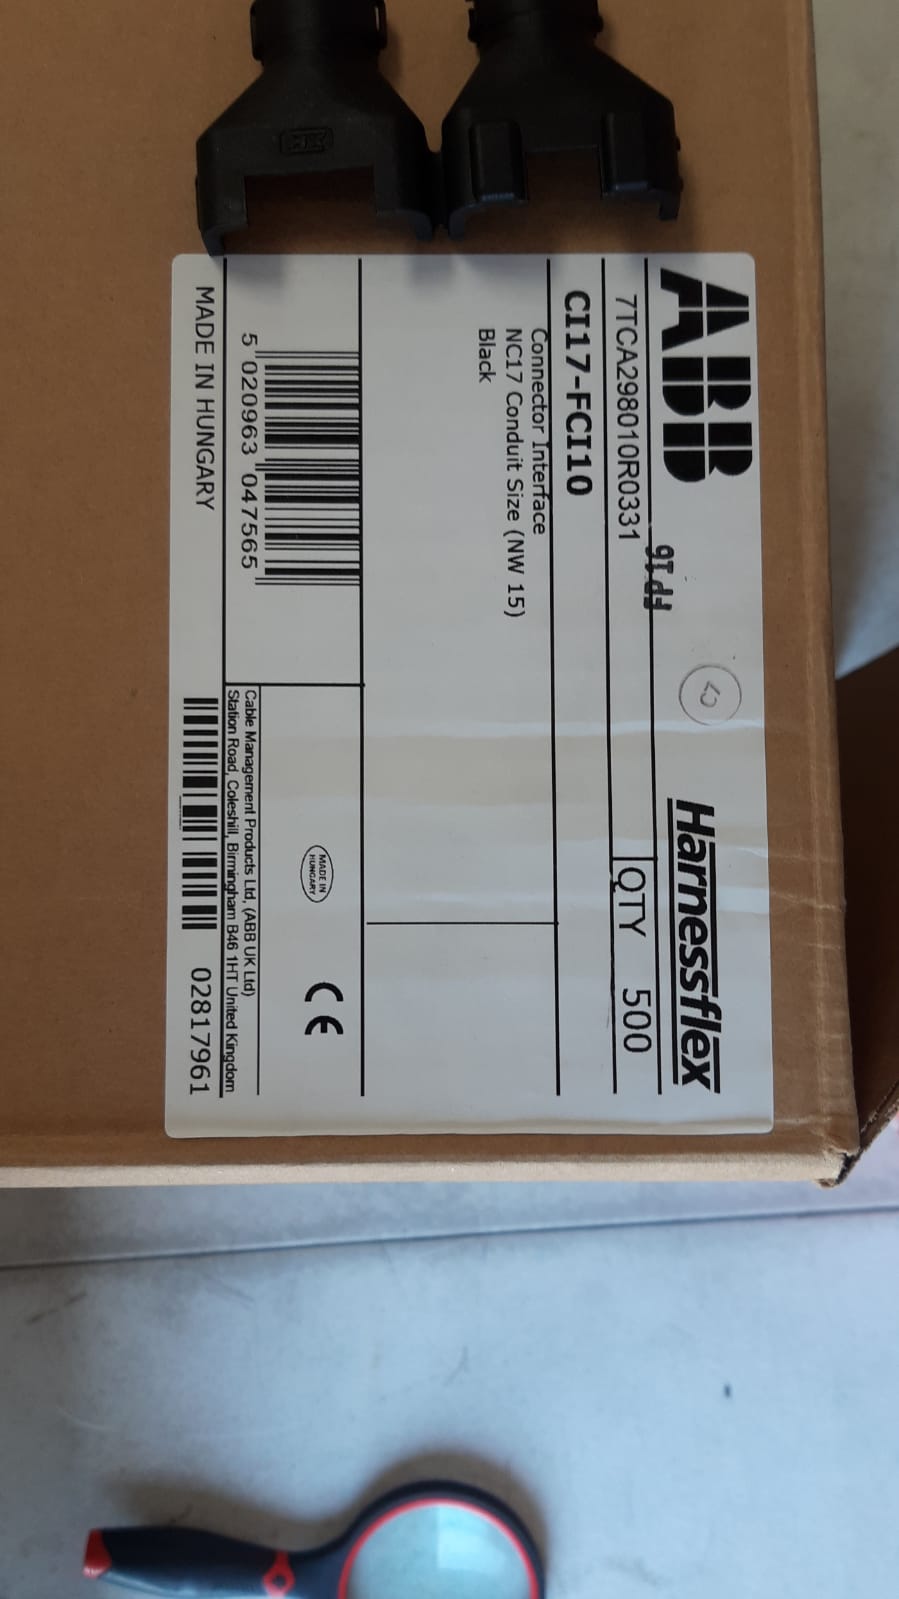 ABB
Harnessflex
FP 16
7TCA298010R0331
QTY 500
CI17-FCI10
Connector Interface
NC17 Conduit Size (NW 15)
Black
5 020963 047565
MADE IN HUNGARY
CE
Cable Management Products Ltd, (ABB UK Ltd)
Station Road, Coleshill, Birmingham B46 1HT United Kingdom
MADE IN HUNGARY
02817961